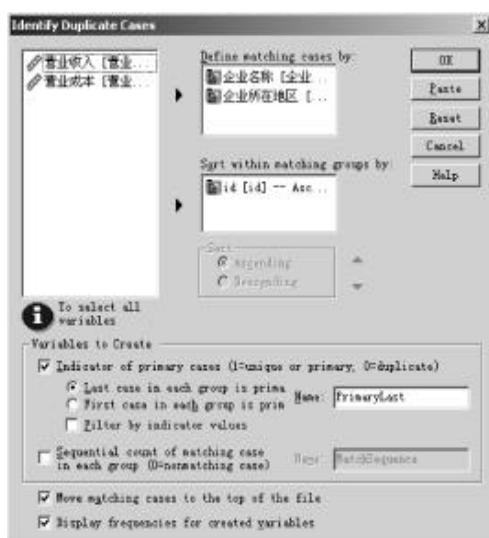 Identify Duplicate Cases
营业收入 [营业...
营业成本 [营业...
Define matching cases by:
企业名称 [企业...
企业所在地区 [...
Sort within matching groups by:
id [id] -- Asc...
Sort
Ascending
Descending
OK
Paste
Reset
Cancel
Help
To select all
variables
Variables to Create
Indicator of primary cases (1=unique or primary, 0=duplicate)
Last case in each group is prima
First case in each group is prim
Name: PrimaryLast
Filter by indicator values
Sequential count of matching case
in each group (0=nonmatching case)
Name: MatchSequence
Move matching cases to the top of the file
Display frequencies for created variables